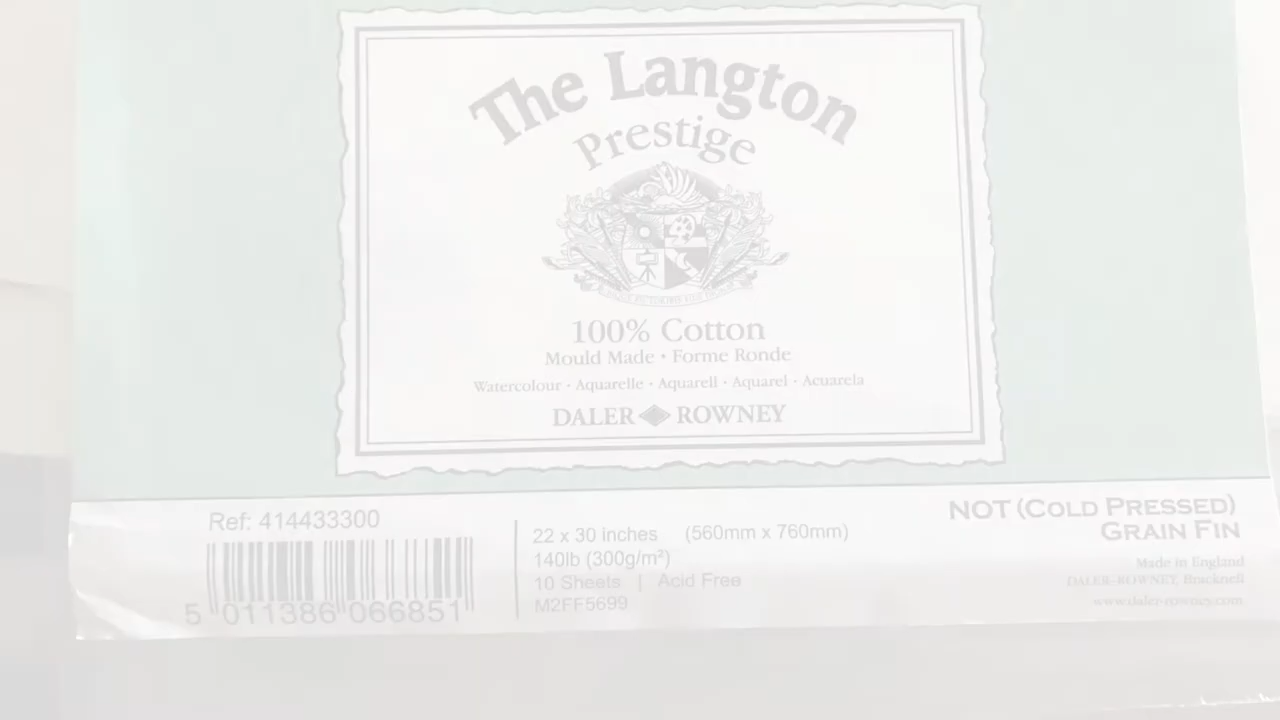 The Langton
Prestige
100% Cotton
Mould Made • Forme Ronde
Watercolour · Aquarelle · Aquarell · Aquarel · Acuarela
DALER ROWNEY
Ref: 414433300
5 011386 066851
22 x 30 inches (560mm x 760mm)
140lb (300g/m²)
10 Sheets | Acid Free
M2FF5699
NOT (COLD PRESSED)
GRAIN FIN
Made in England
DALER-ROWNEY, Bracknell
www.daler-rowney.com